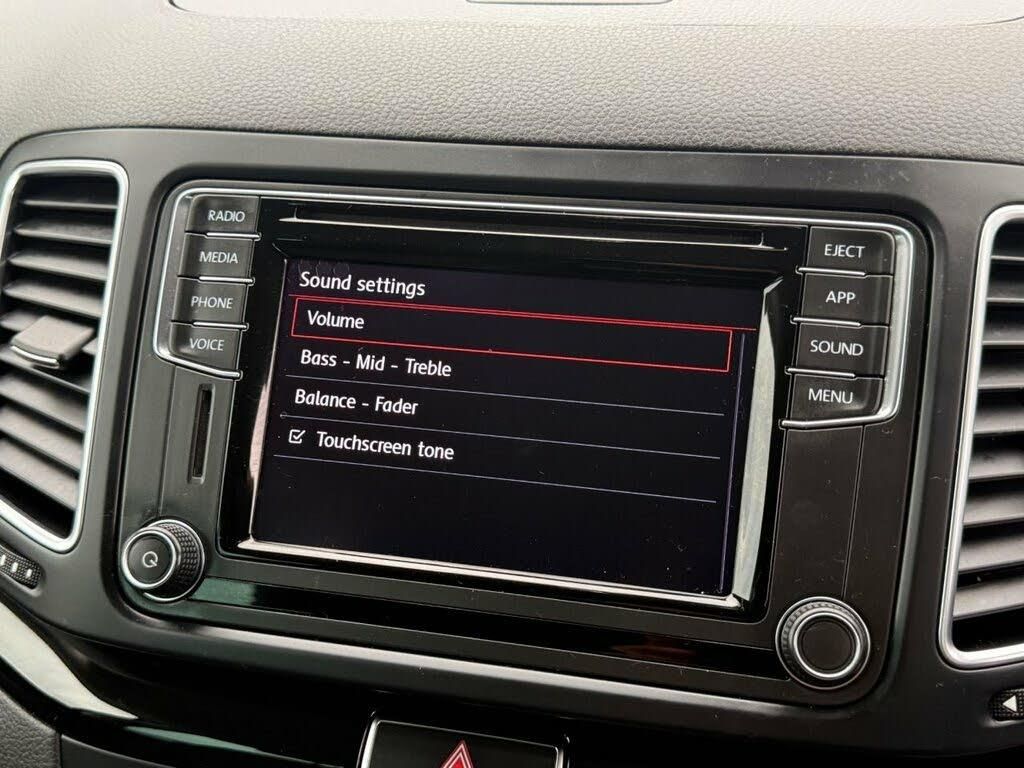 RADIO
MEDIA
PHONE
VOICE
Sound settings
Volume
Bass - Mid - Treble
Balance - Fader
Touchscreen tone
EJECT
APP
SOUND
MENU